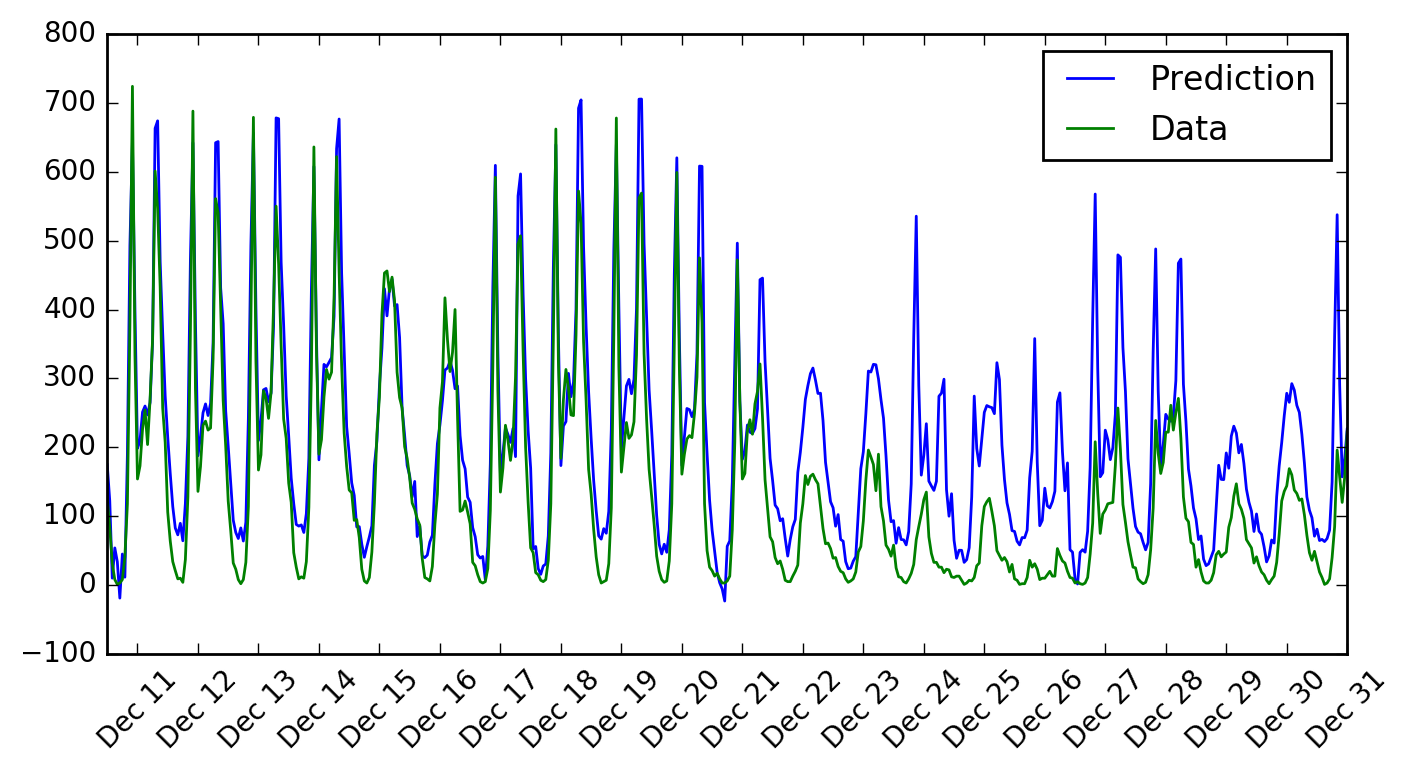 800
700
600
500
400
300
200
100
0
−100
Prediction
Data
Dec 11
Dec 12
Dec 13
Dec 14
Dec 15
Dec 16
Dec 17
Dec 18
Dec 19
Dec 20
Dec 21
Dec 22
Dec 23
Dec 24
Dec 25
Dec 26
Dec 27
Dec 28
Dec 29
Dec 30
Dec 31